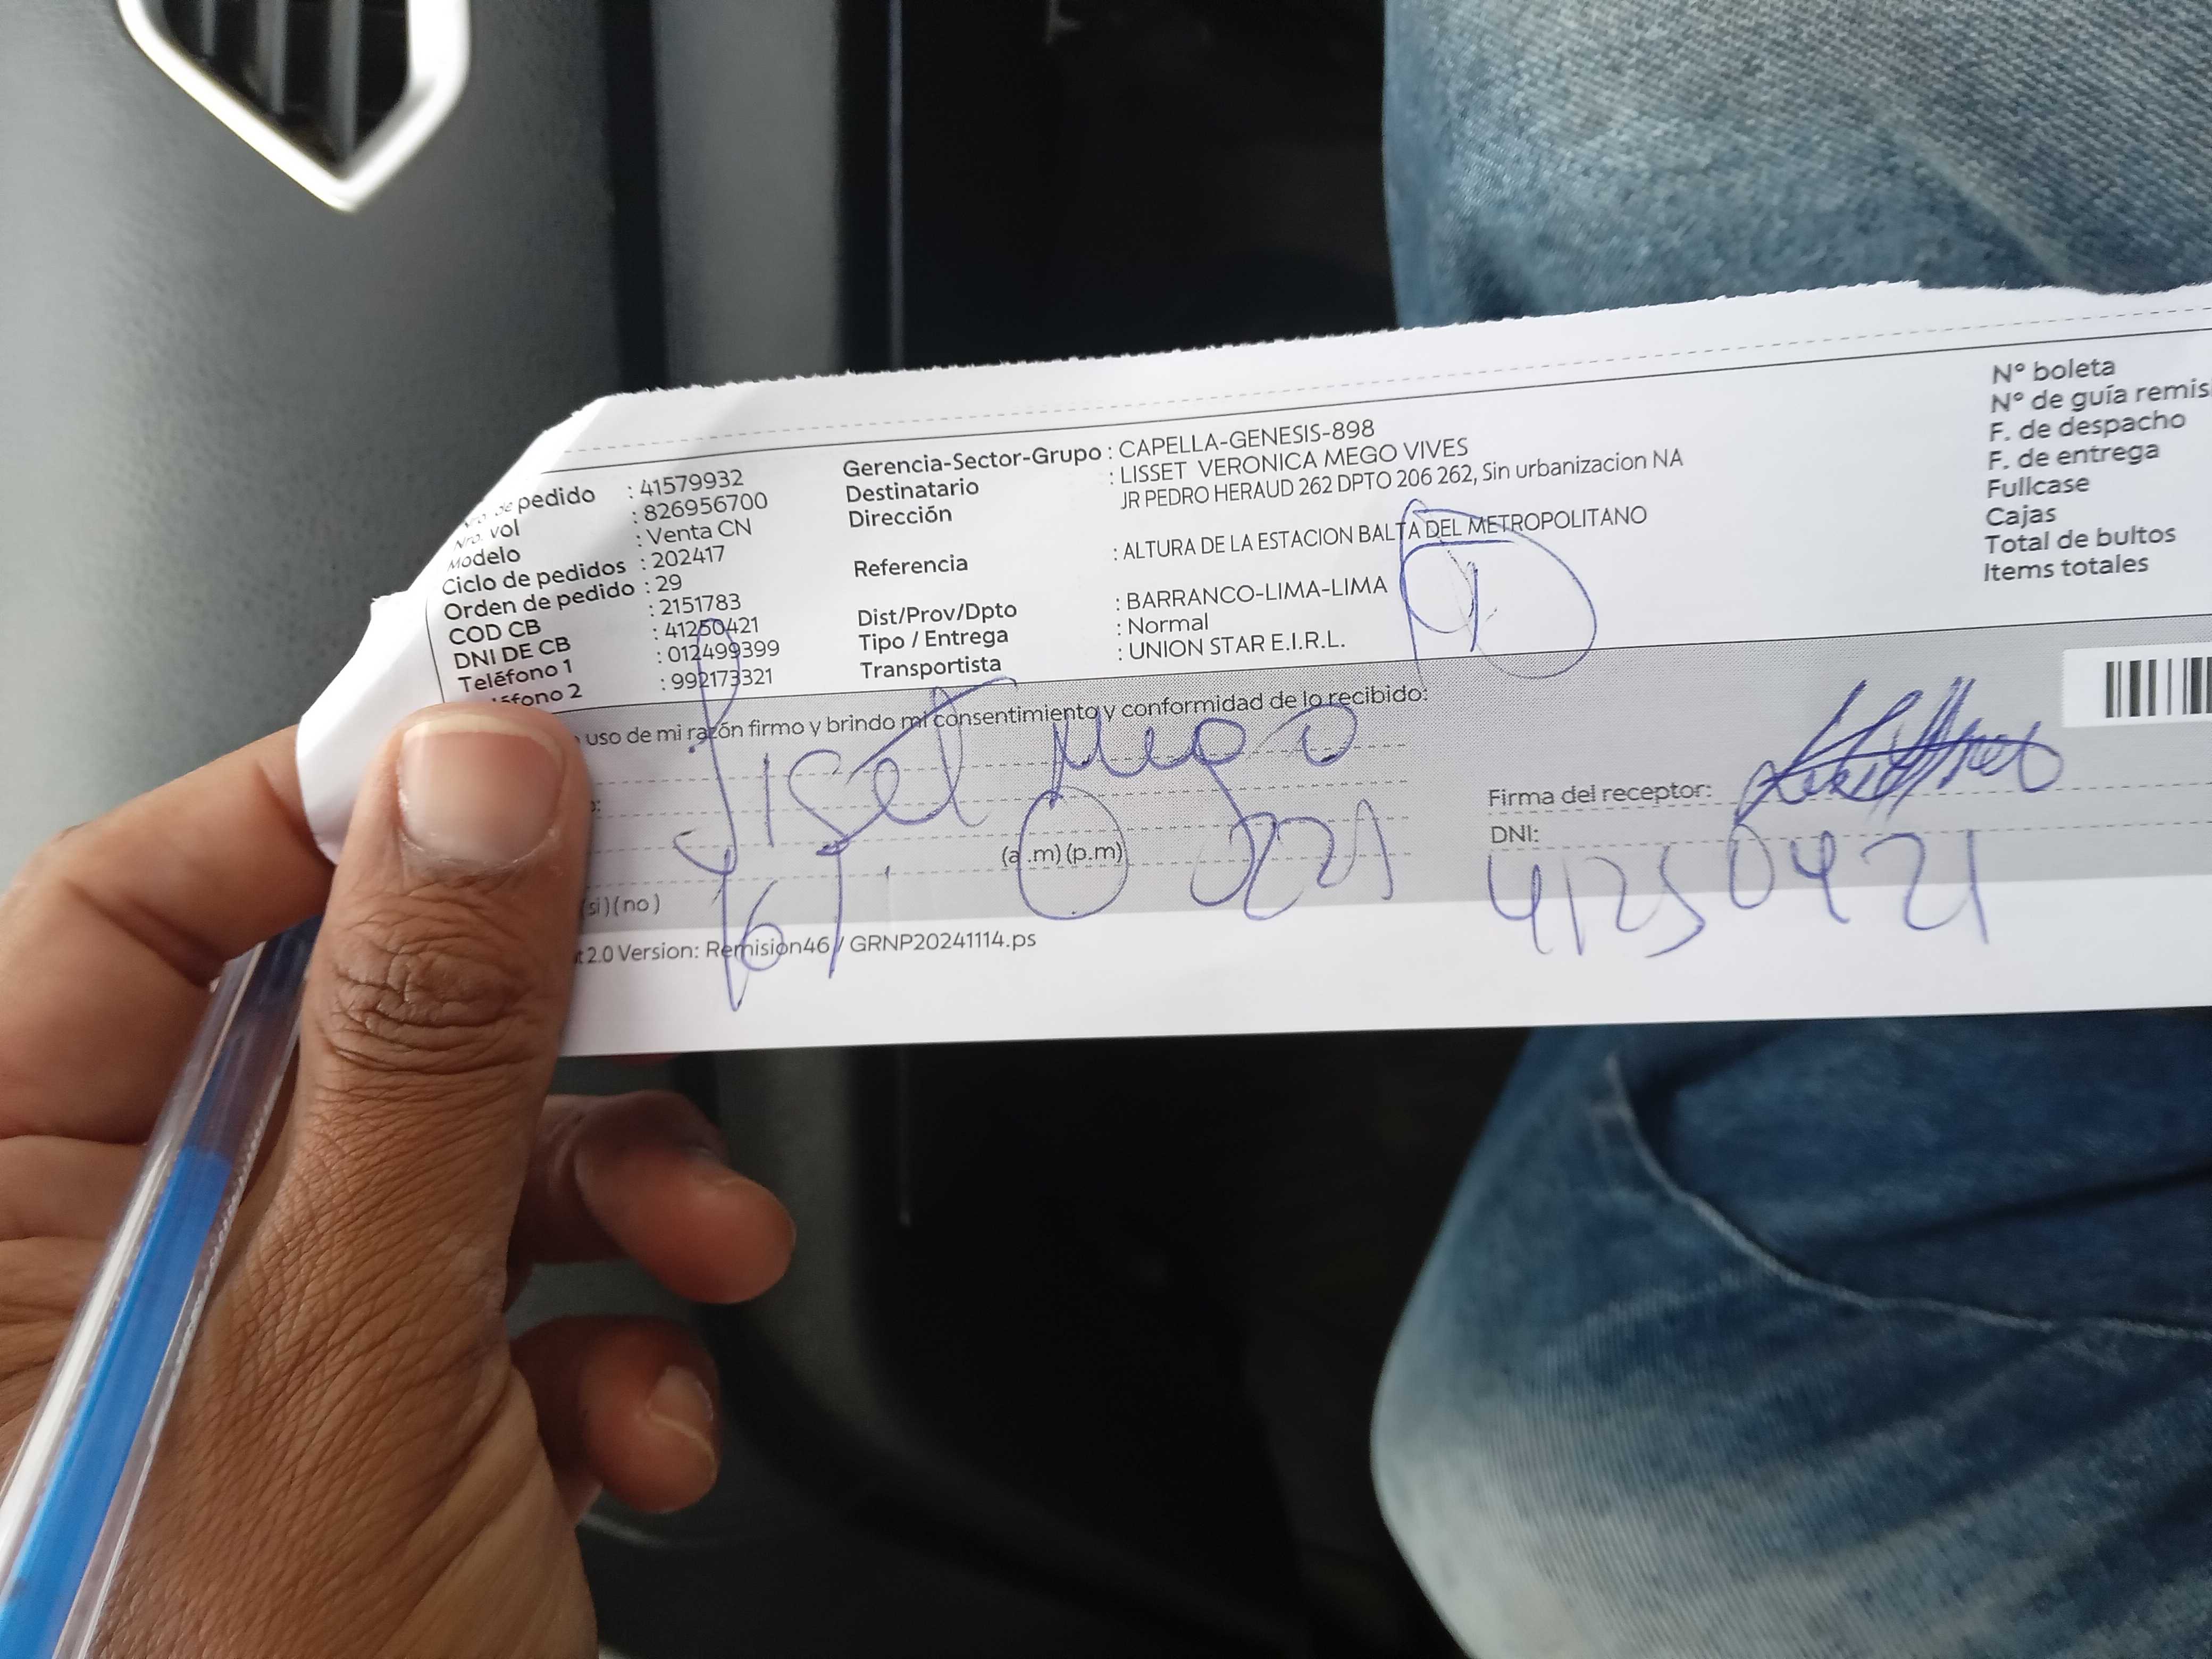 pedido : 41579932
Nro. vol : 826956700
Modelo : Venta CN
Ciclo de pedidos : 202417
Orden de pedido : 29
COD CB : 2151783
DNI DE CB : 41250421
Teléfono 1 : 012499399
éfono 2 : 992173321
Gerencia-Sector-Grupo : CAPELLA-GENESIS-898
Destinatario : LISSET VERONICA MEGO VIVES
Dirección JR PEDRO HERAUD 262 DPTO 206 262, Sin urbanizacion NA
Referencia : ALTURA DE LA ESTACION BALTA DEL METROPOLITANO
Dist/Prov/Dpto : BARRANCO-LIMA-LIMA
Tipo / Entrega : Normal
Transportista : UNION STAR E.I.R.L.
N° boleta
N° de guía remis
F. de despacho
F. de entrega
Fullcase
Cajas
Total de bultos
Items totales
1
uso de mi razón firmo y brindo mi consentimiento y conformidad de lo recibido:
Liset Mego
Firma del receptor:
(a .m) (p.m)
DNI:
41250421
(si) (no)
2.0 Version: Remision46 / GRNP20241114.ps